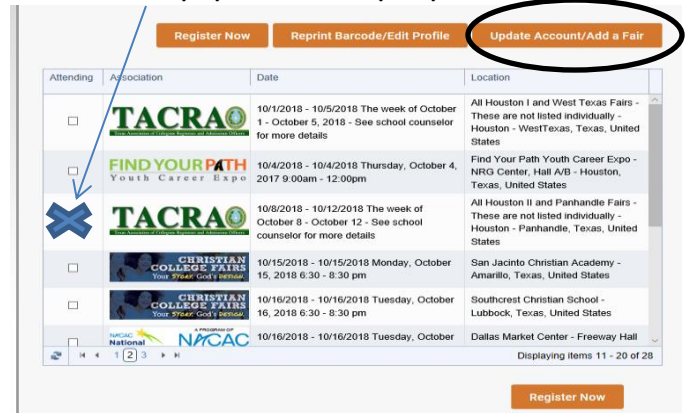 Register Now Reprint Barcode/Edit Profile Update Account/Add a Fair
Attending Association Date Location
TACRAO
10/1/2018 - 10/5/2018 The week of October
1 - October 5, 2018 - See school counselor
for more details
All Houston I and West Texas Fairs -
These are not listed individually -
Houston - WestTexas, Texas, United
States
FIND YOUR PATH
Youth Career Expo
10/4/2018 - 10/4/2018 Thursday, October 4,
2017 9:00am - 12:00pm
Find Your Path Youth Career Expo -
NRG Center, Hall A/B - Houston,
Texas, United States
TACRAO
10/8/2018 - 10/12/2018 The week of
October 8 - October 12 - See school
counselor for more details
All Houston II and Panhandle Fairs -
These are not listed individually -
Houston - Panhandle, Texas, United
States
CHRISTIAN
COLLEGE FAIRS
Your Story. God's Design.
10/15/2018 - 10/15/2018 Monday, October
15, 2018 6:30 - 8:30 pm
San Jacinto Christian Academy -
Amarillo, Texas, United States
CHRISTIAN
COLLEGE FAIRS
Your Story. God's Design.
10/16/2018 - 10/16/2018 Tuesday, October
16, 2018 6:30 - 8:30 pm
Southcrest Christian School -
Lubbock, Texas, United States
NACAC
National
A PROGRAM OF
NACAC
10/16/2018 - 10/16/2018 Tuesday, October
Dallas Market Center - Freeway Hall
1 2 3
Displaying items 11 - 20 of 28
Register Now